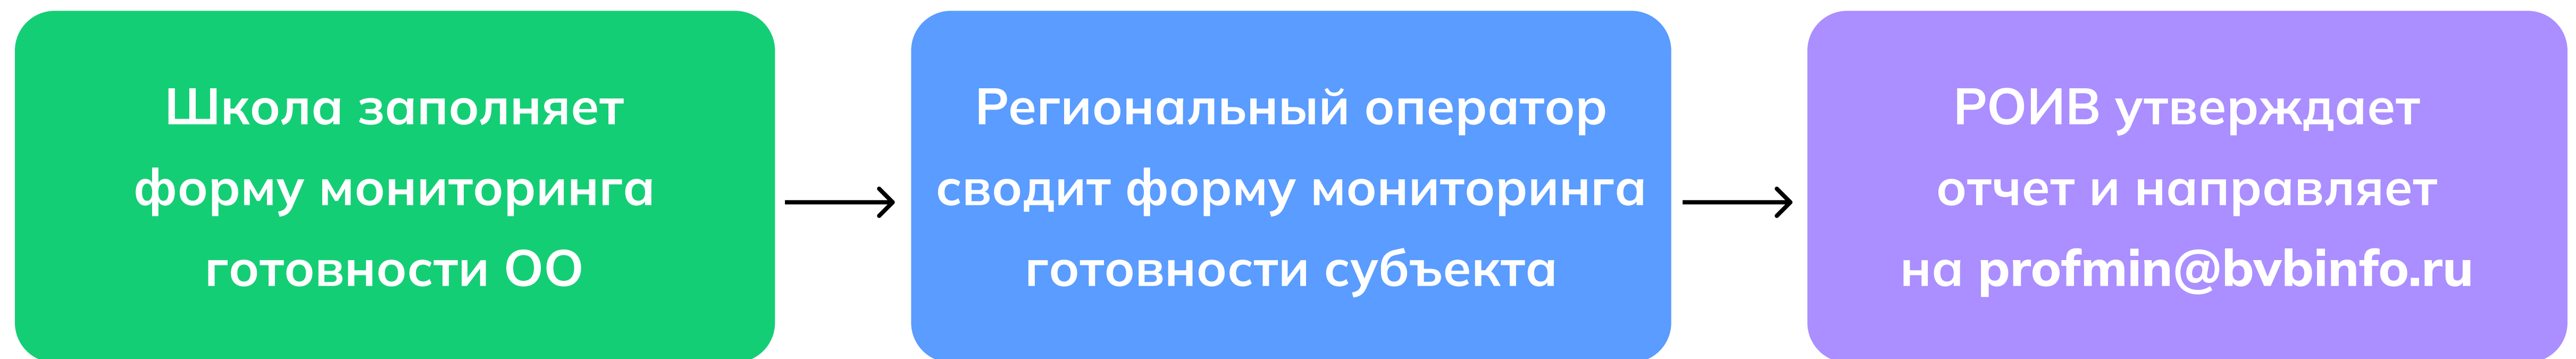 Школа заполняет
форму мониторинга
готовности ОО
Региональный оператор
сводит форму мониторинга
готовности субъекта
РОИВ утверждает
отчет и направляет
на profmin@bvbinfo.ru